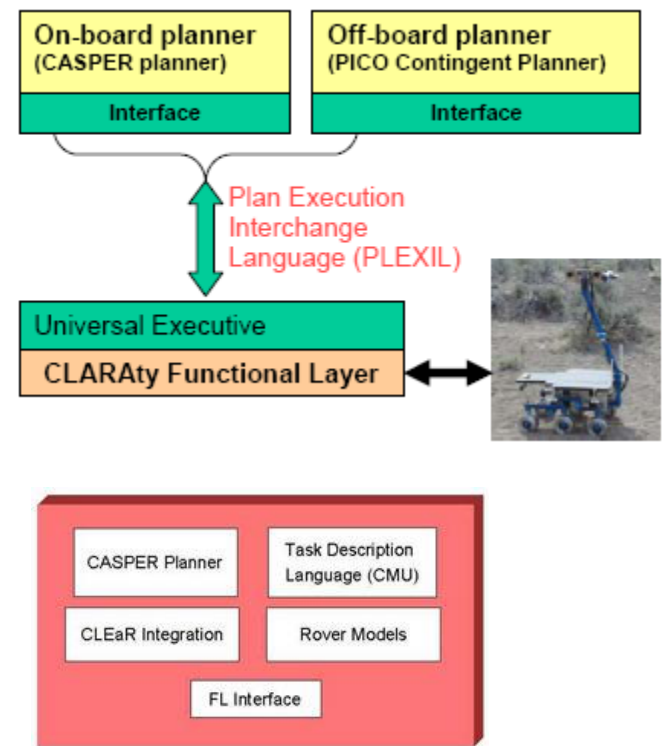 On-board planner
(CASPER planner)
Interface
Off-board planner
(PICO Contingent Planner)
Interface
Plan Execution
Interchange
Language (PLEXIL)
Universal Executive
CLARAty Functional Layer
CASPER Planner
Task Description
Language (CMU)
CLEaR Integration
Rover Models
FL Interface